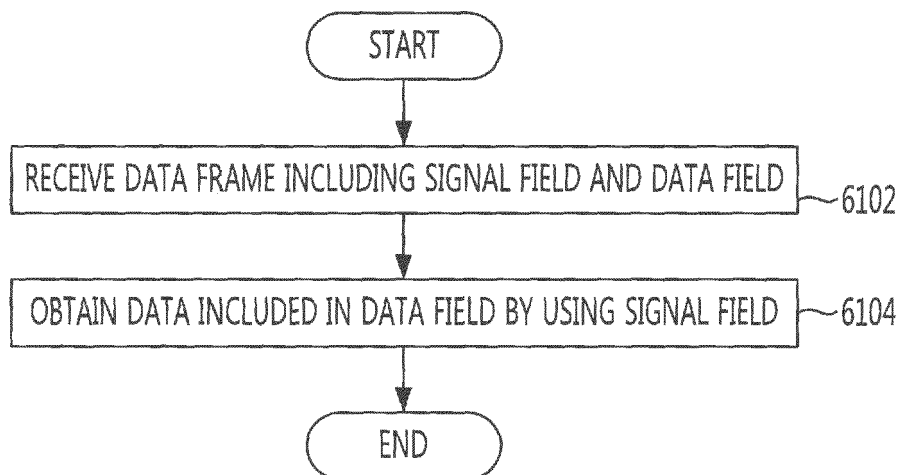 START
RECEIVE DATA FRAME INCLUDING SIGNAL FIELD AND DATA FIELD
6102
OBTAIN DATA INCLUDED IN DATA FIELD BY USING SIGNAL FIELD
6104
END